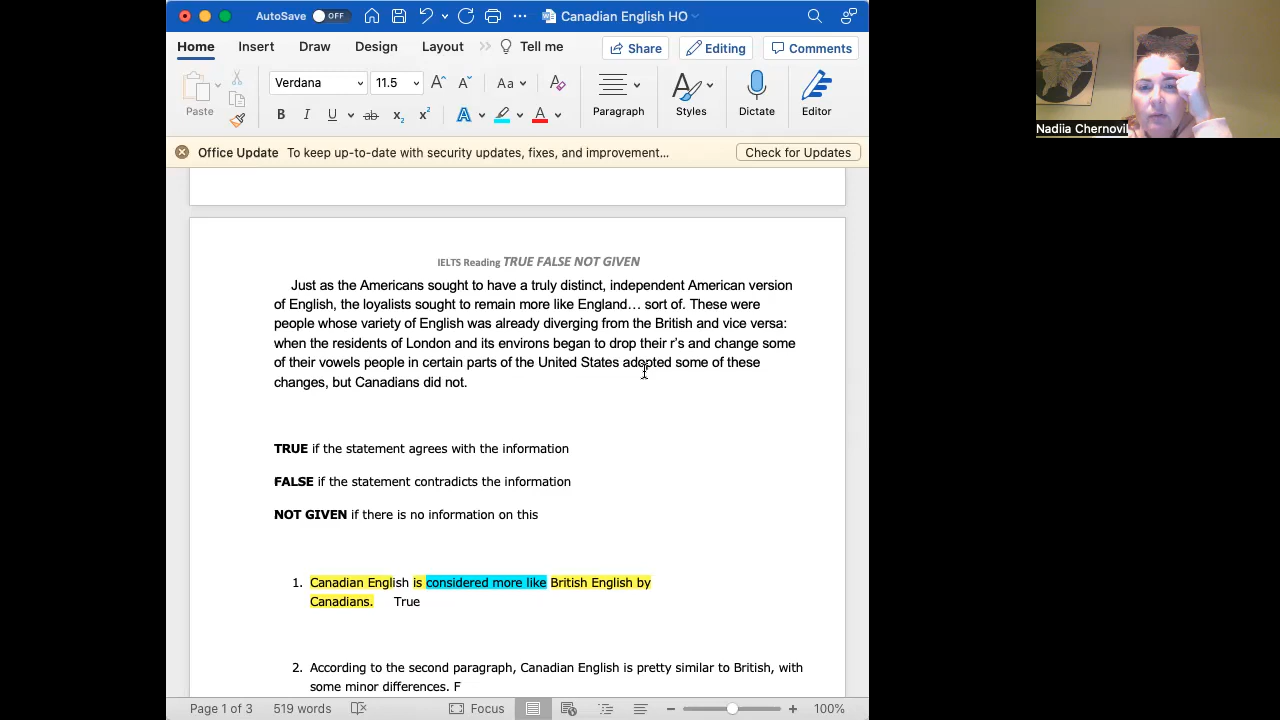 AutoSave OFF Canadian English HO
Home Insert Draw Design Layout Tell me Share Editing Comments
Verdana 11.5 Aa
Paste B I U ab x2 x2 A A Paragraph Styles Dictate Editor
Office Update To keep up-to-date with security updates, fixes, and improvement... Check for Updates
Nadiia Chernovil
IELTS Reading TRUE FALSE NOT GIVEN
Just as the Americans sought to have a truly distinct, independent American version
of English, the loyalists sought to remain more like England… sort of. These were
people whose variety of English was already diverging from the British and vice versa:
when the residents of London and its environs began to drop their r's and change some
of their vowels people in certain parts of the United States adopted some of these
changes, but Canadians did not.
TRUE if the statement agrees with the information
FALSE if the statement contradicts the information
NOT GIVEN if there is no information on this
1. Canadian English is considered more like British English by
Canadians. True
2. According to the second paragraph, Canadian English is pretty similar to British, with
some minor differences. F
Page 1 of 3 519 words Focus 100%